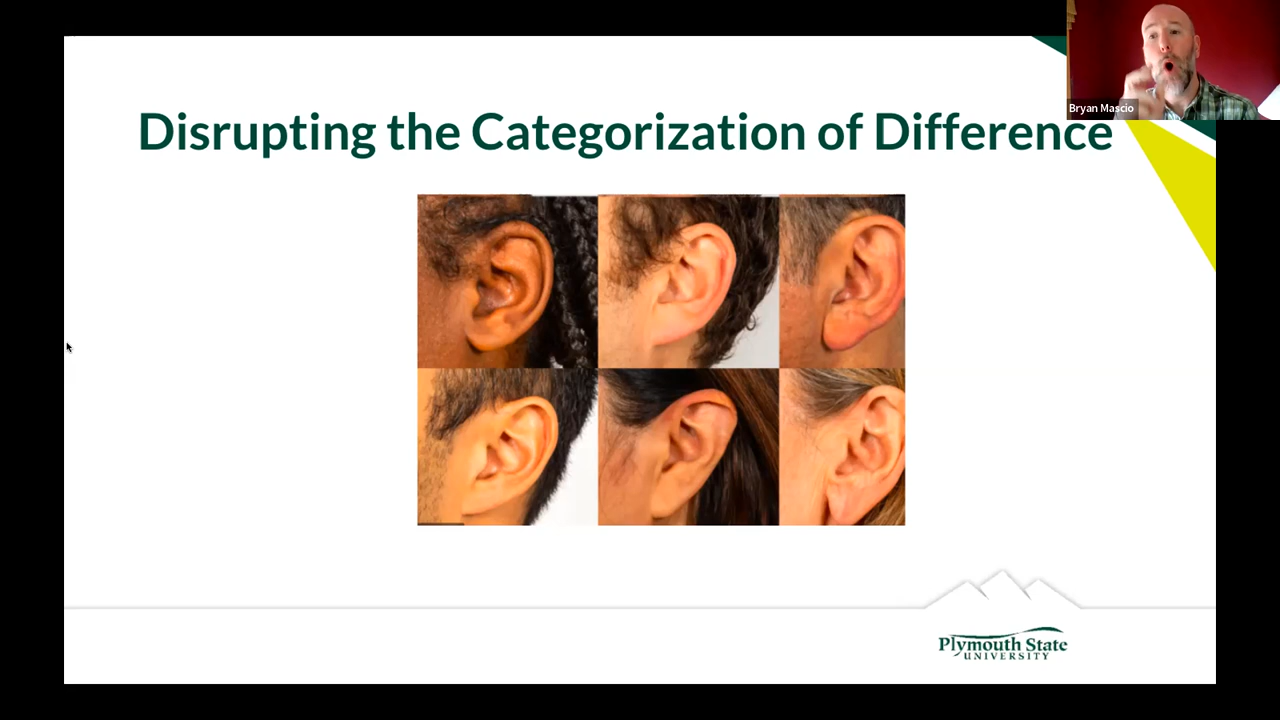 Bryan Mascio
Disrupting the Categorization of Difference
Plymouth State
UNIVERSITY